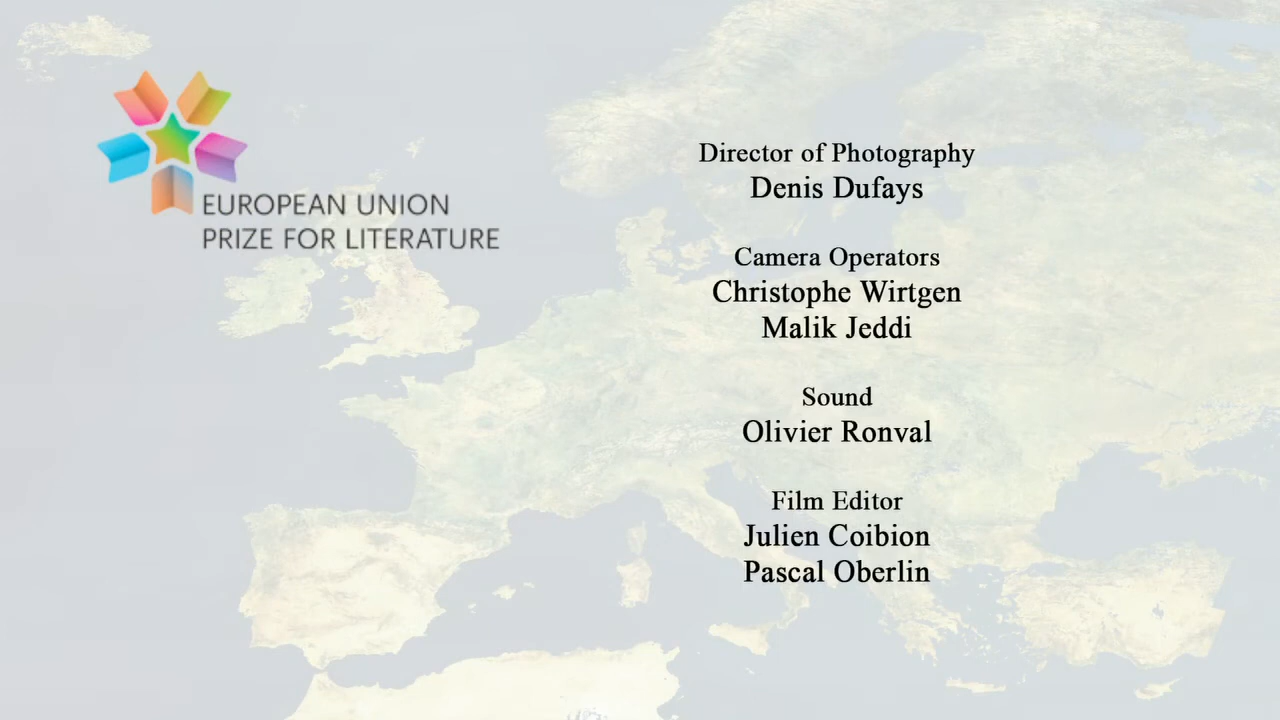 EUROPEAN UNION
PRIZE FOR LITERATURE
Director of Photography
Denis Dufays
Camera Operators
Christophe Wirtgen
Malik Jeddi
Sound
Olivier Ronval
Film Editor
Julien Coibion
Pascal Oberlin